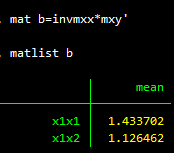 . mat b=invmxx*mxy'
. matlist b
mean
x1x1 1.433702
x1x2 1.126462